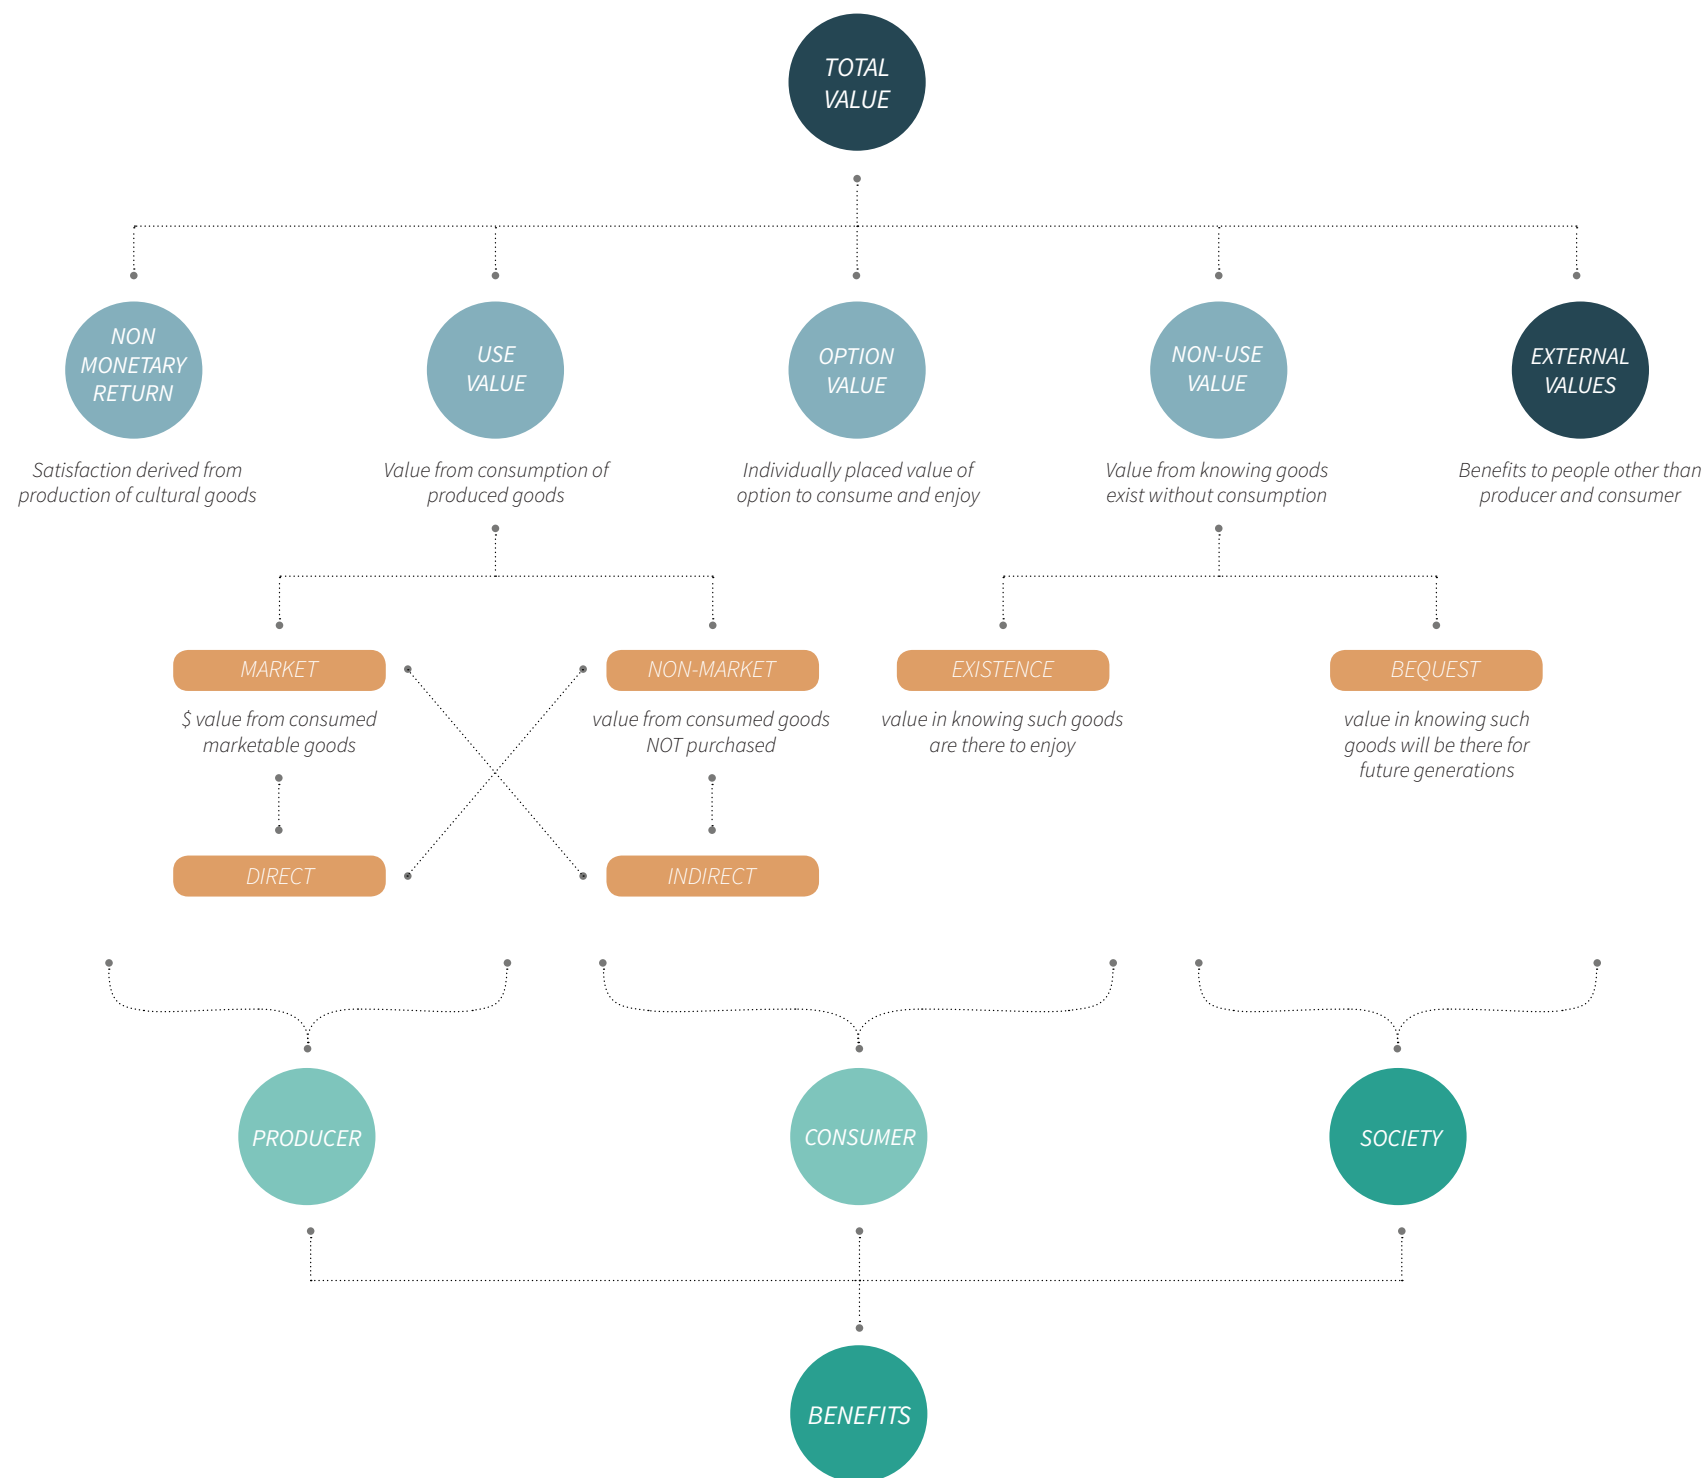 TOTAL
VALUE
NON
MONETARY
RETURN
USE
VALUE
OPTION
VALUE
NON-USE
VALUE
EXTERNAL
VALUES
Satisfaction derived from
production of cultural goods
Value from consumption of
produced goods
Individually placed value of
option to consume and enjoy
Value from knowing goods
exist without consumption
Benefits to people other than
producer and consumer
MARKET
NON-MARKET
EXISTENCE
BEQUEST
$ value from consumed
marketable goods
value from consumed goods
NOT purchased
value in knowing such goods
are there to enjoy
value in knowing such
goods will be there for
future generations
DIRECT
INDIRECT
PRODUCER
CONSUMER
SOCIETY
BENEFITS